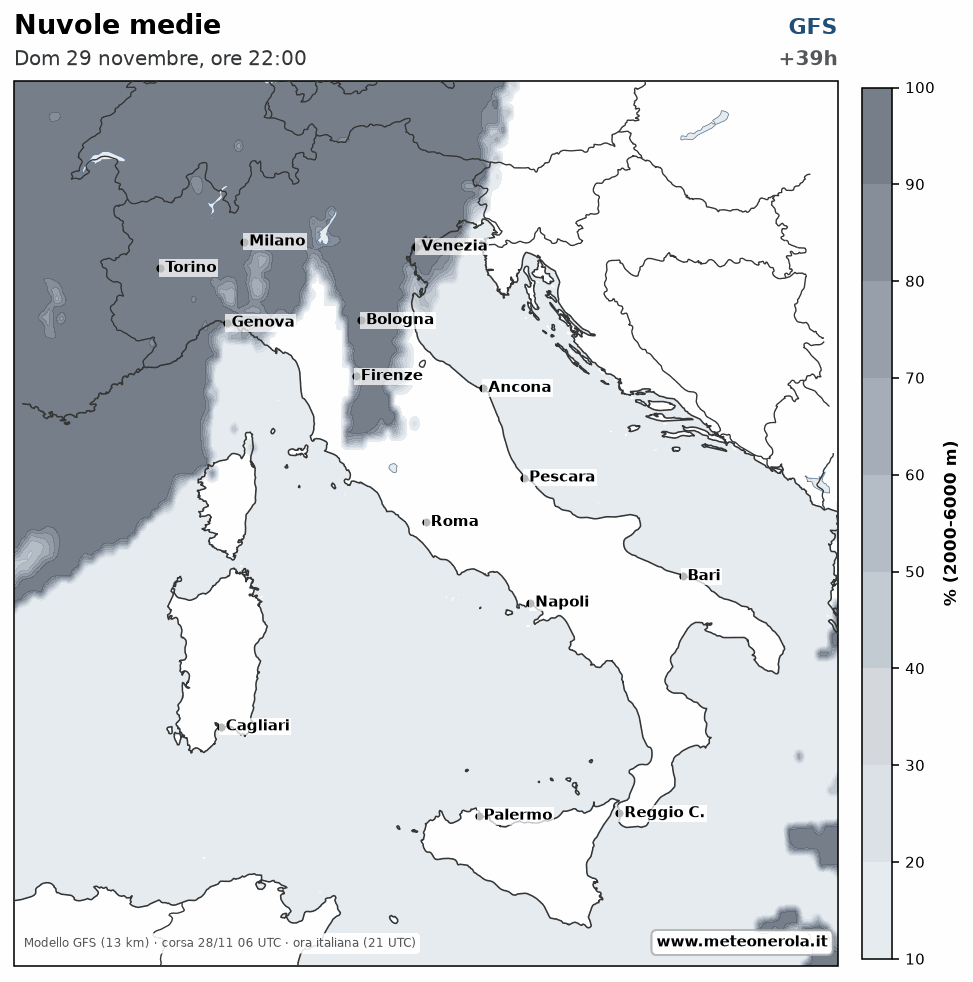 Nuvole medie
GFS
Dom 29 novembre, ore 22:00
+39h
100
90
80
70
60
50
40
30
20
10
% (2000-6000 m)
Milano
Venezia
Torino
Genova
Bologna
Firenze
Ancona
Pescara
Roma
Bari
Napoli
Cagliari
Palermo
Reggio C.
Modello GFS (13 km) · corsa 28/11 06 UTC · ora italiana (21 UTC)
www.meteonerola.it